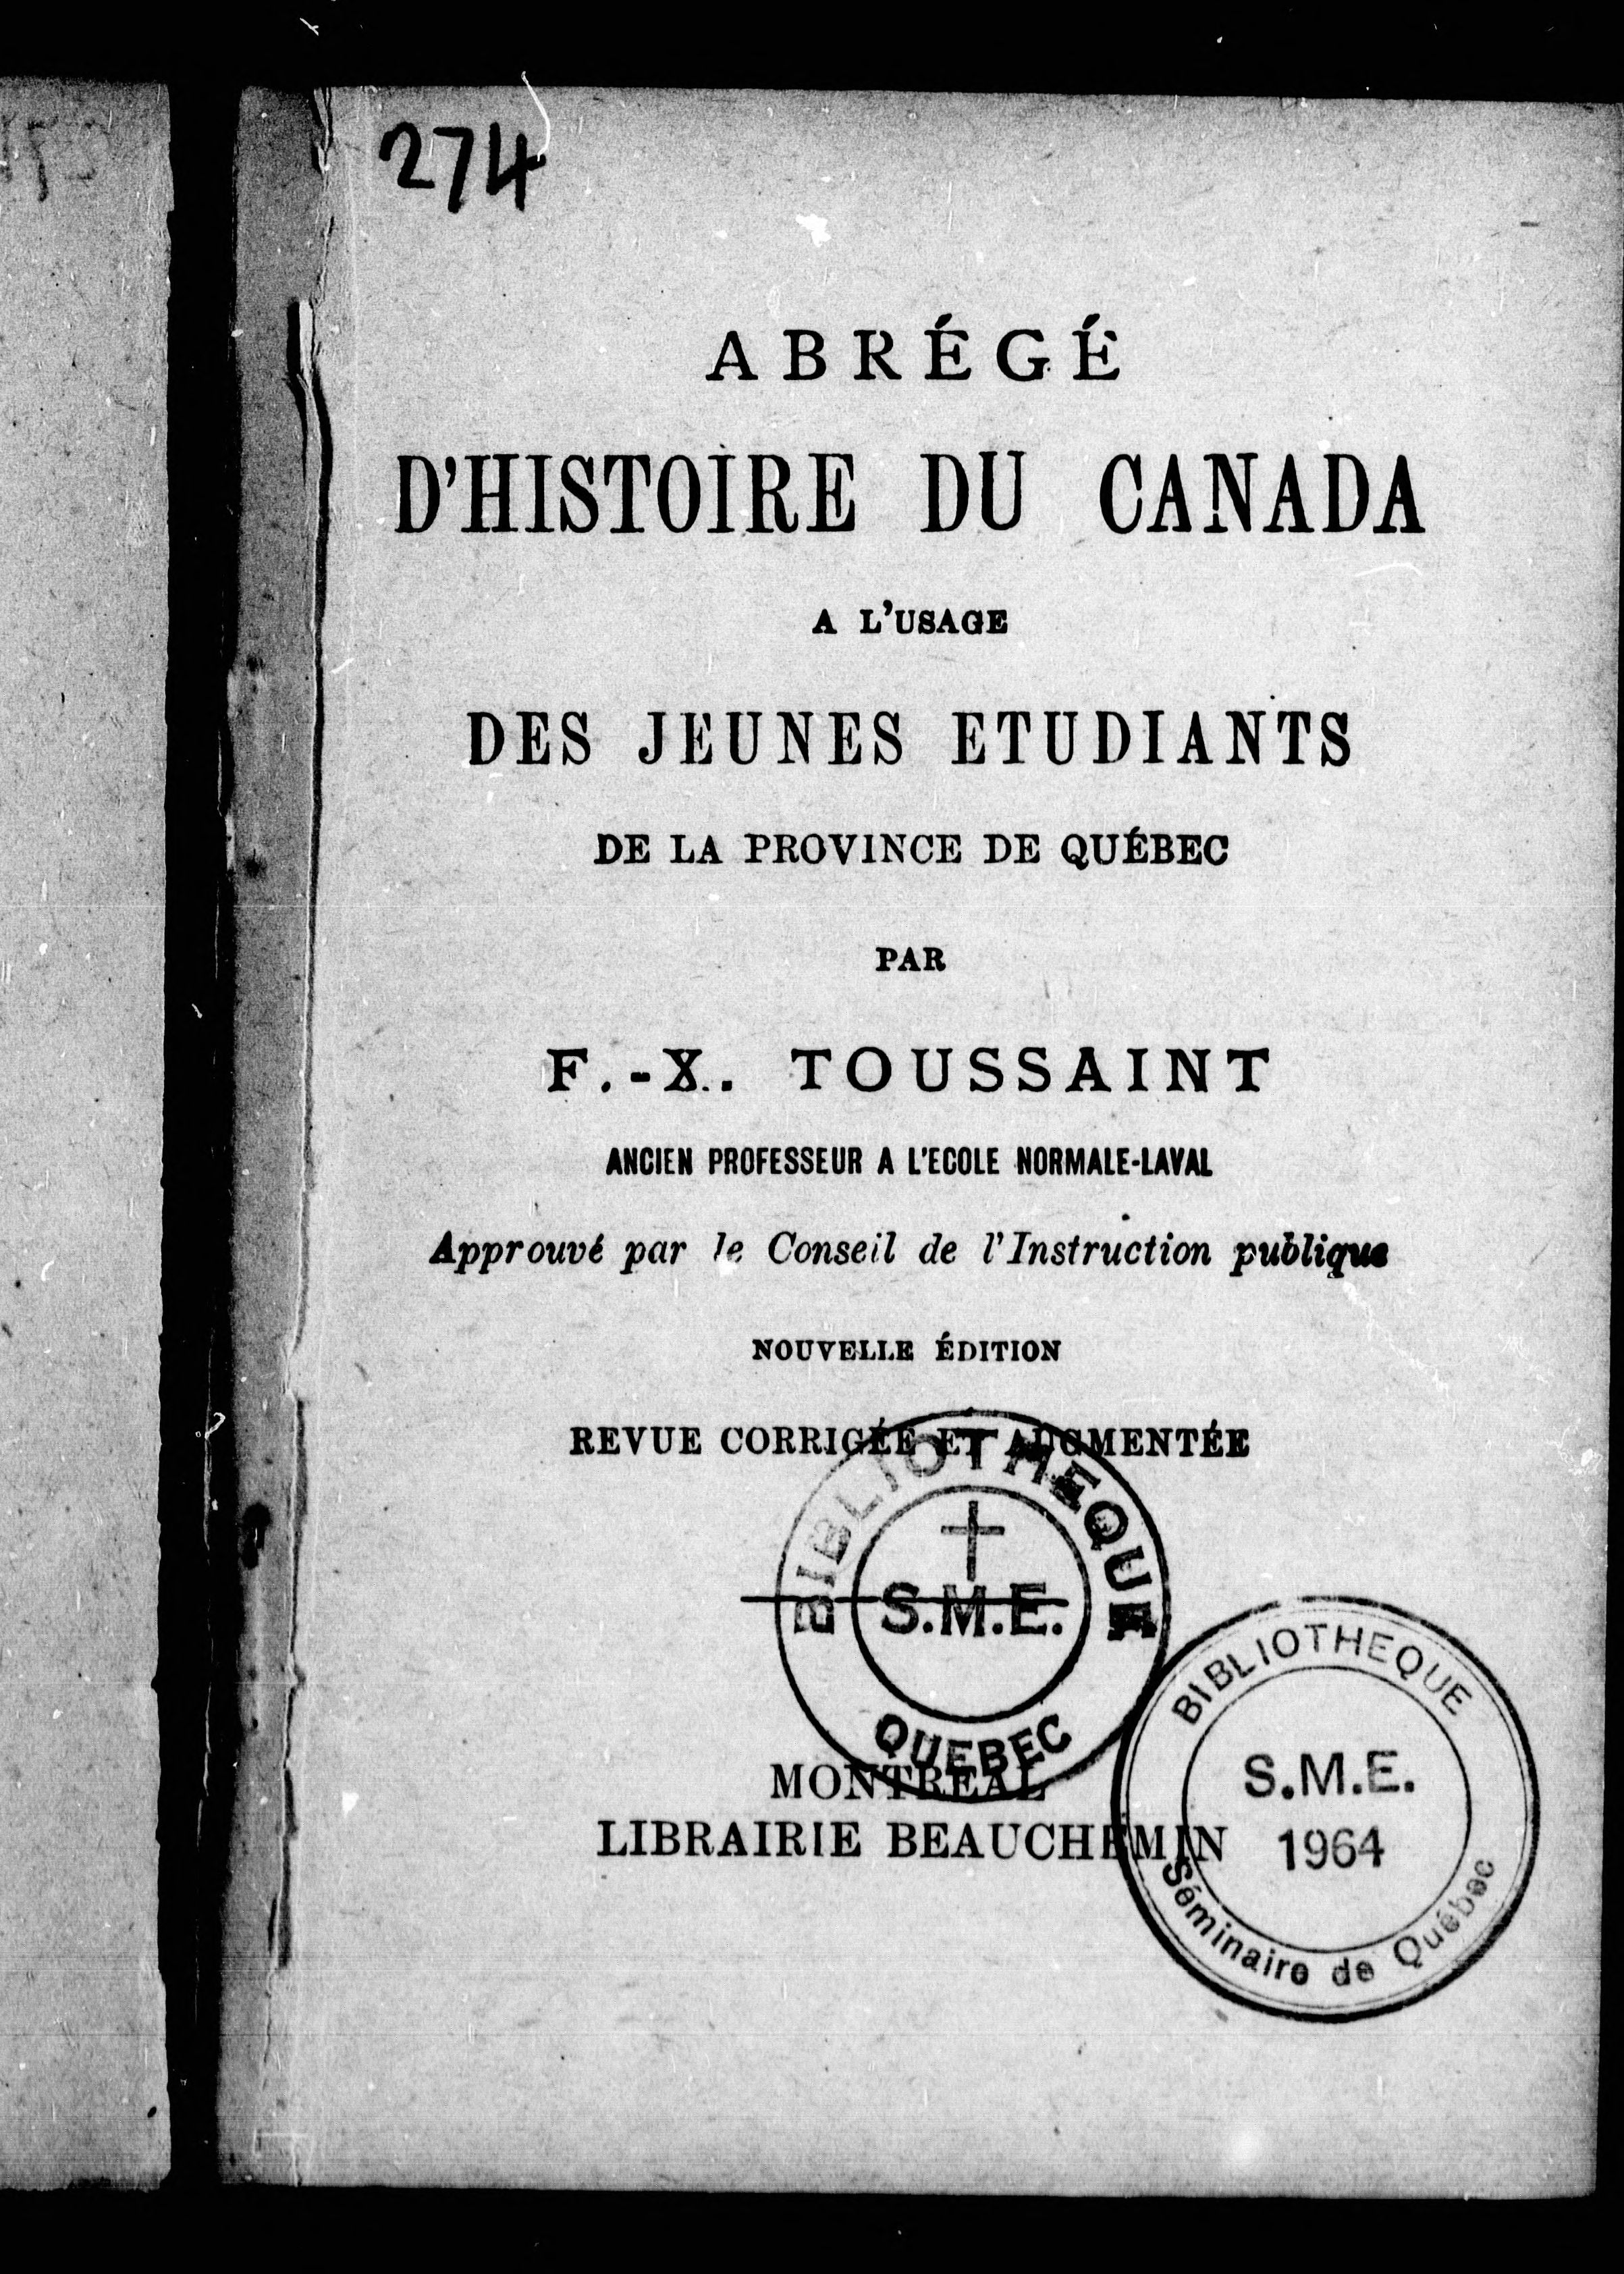 274
ABRÉGÉ
D'HISTOIRE DU CANADA
A L'USAGE
DES JEUNES ETUDIANTS
DE LA PROVINCE DE QUÉBEC
PAR
F.-X. TOUSSAINT
ANCIEN PROFESSEUR A L'ECOLE NORMALE-LAVAL
Approuvé par le Conseil de l'Instruction publique
NOUVELLE ÉDITION
REVUE CORRIGÉE ET AUGMENTÉE
BIBLIOTHEQUE
S.M.E.
QUEBEC
MONTREAL
LIBRAIRIE BEAUCHEMIN
BIBLIOTHEQUE
S.M.E.
1964
Séminaire de Québec